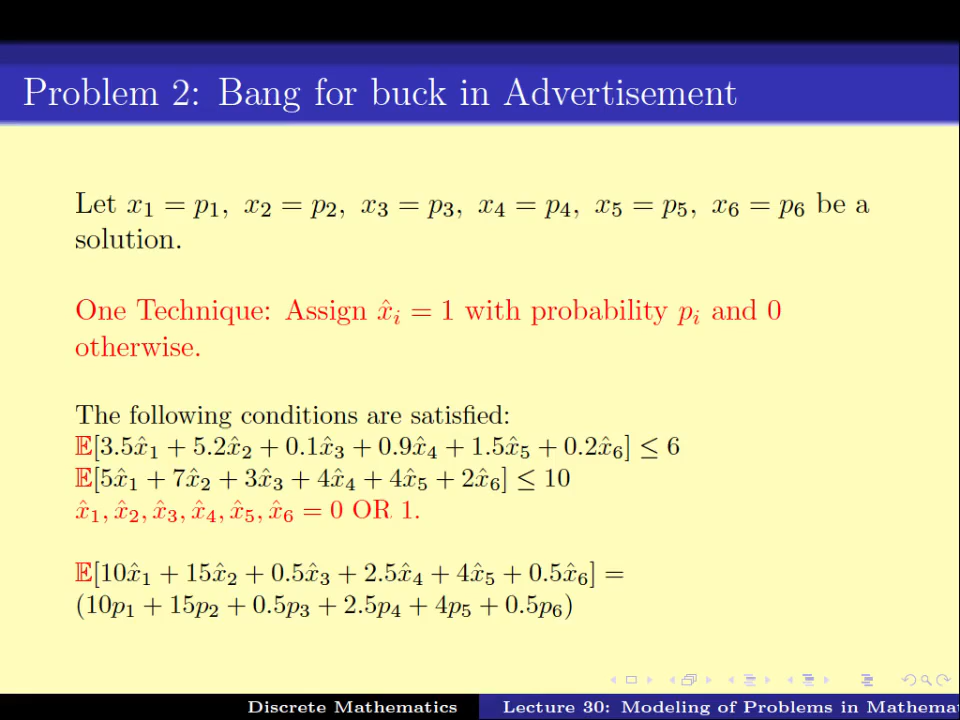 Problem 2: Bang for buck in Advertisement
Let x₁ = p₁, x₂ = p₂, x₃ = p₃, x₄ = p₄, x₅ = p₅, x₆ = p₆ be a
solution.
One Technique: Assign x̂ᵢ = 1 with probability pᵢ and 0
otherwise.
The following conditions are satisfied:
𝔼[3.5x̂₁ + 5.2x̂₂ + 0.1x̂₃ + 0.9x̂₄ + 1.5x̂₅ + 0.2x̂₆] ≤ 6
𝔼[5x̂₁ + 7x̂₂ + 3x̂₃ + 4x̂₄ + 4x̂₅ + 2x̂₆] ≤ 10
x̂₁, x̂₂, x̂₃, x̂₄, x̂₅, x̂₆ = 0 OR 1.
𝔼[10x̂₁ + 15x̂₂ + 0.5x̂₃ + 2.5x̂₄ + 4x̂₅ + 0.5x̂₆] =
(10p₁ + 15p₂ + 0.5p₃ + 2.5p₄ + 4p₅ + 0.5p₆)
Discrete Mathematics Lecture 30: Modeling of Problems in Mathema